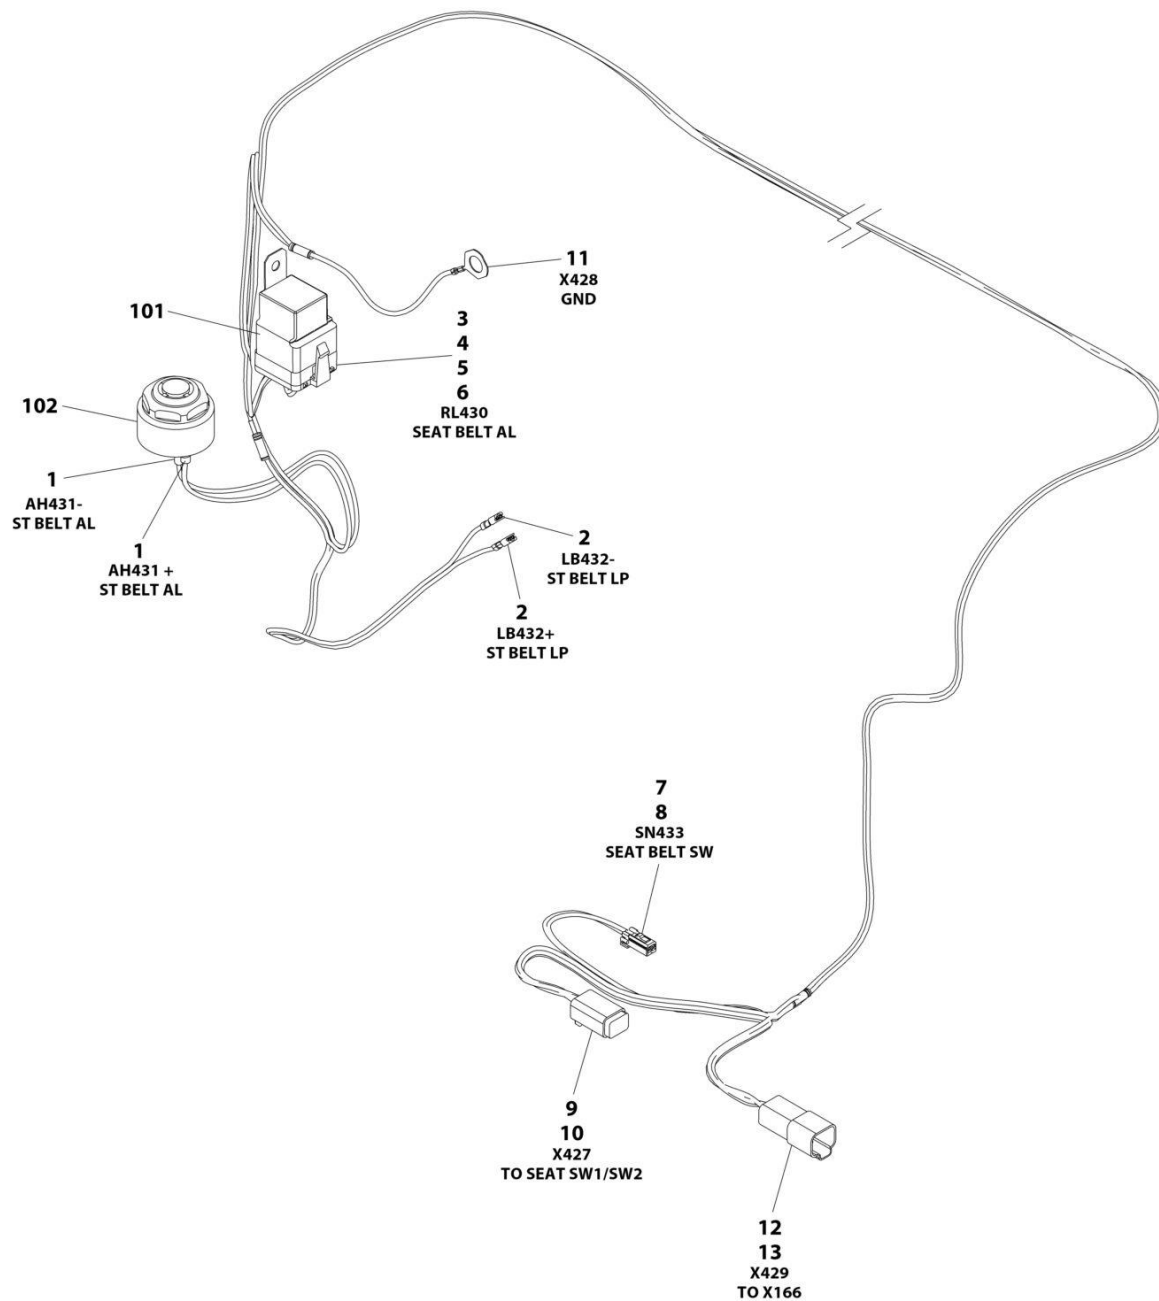 11
X428
GND
101
3
4
5
6
RL430
SEAT BELT AL
102
1
AH431-
ST BELT AL
1
AH431 +
ST BELT AL
2
LB432-
ST BELT LP
2
LB432+
ST BELT LP
7
8
SN433
SEAT BELT SW
9
10
X427
TO SEAT SW1/SW2
12
13
X429
TO X166